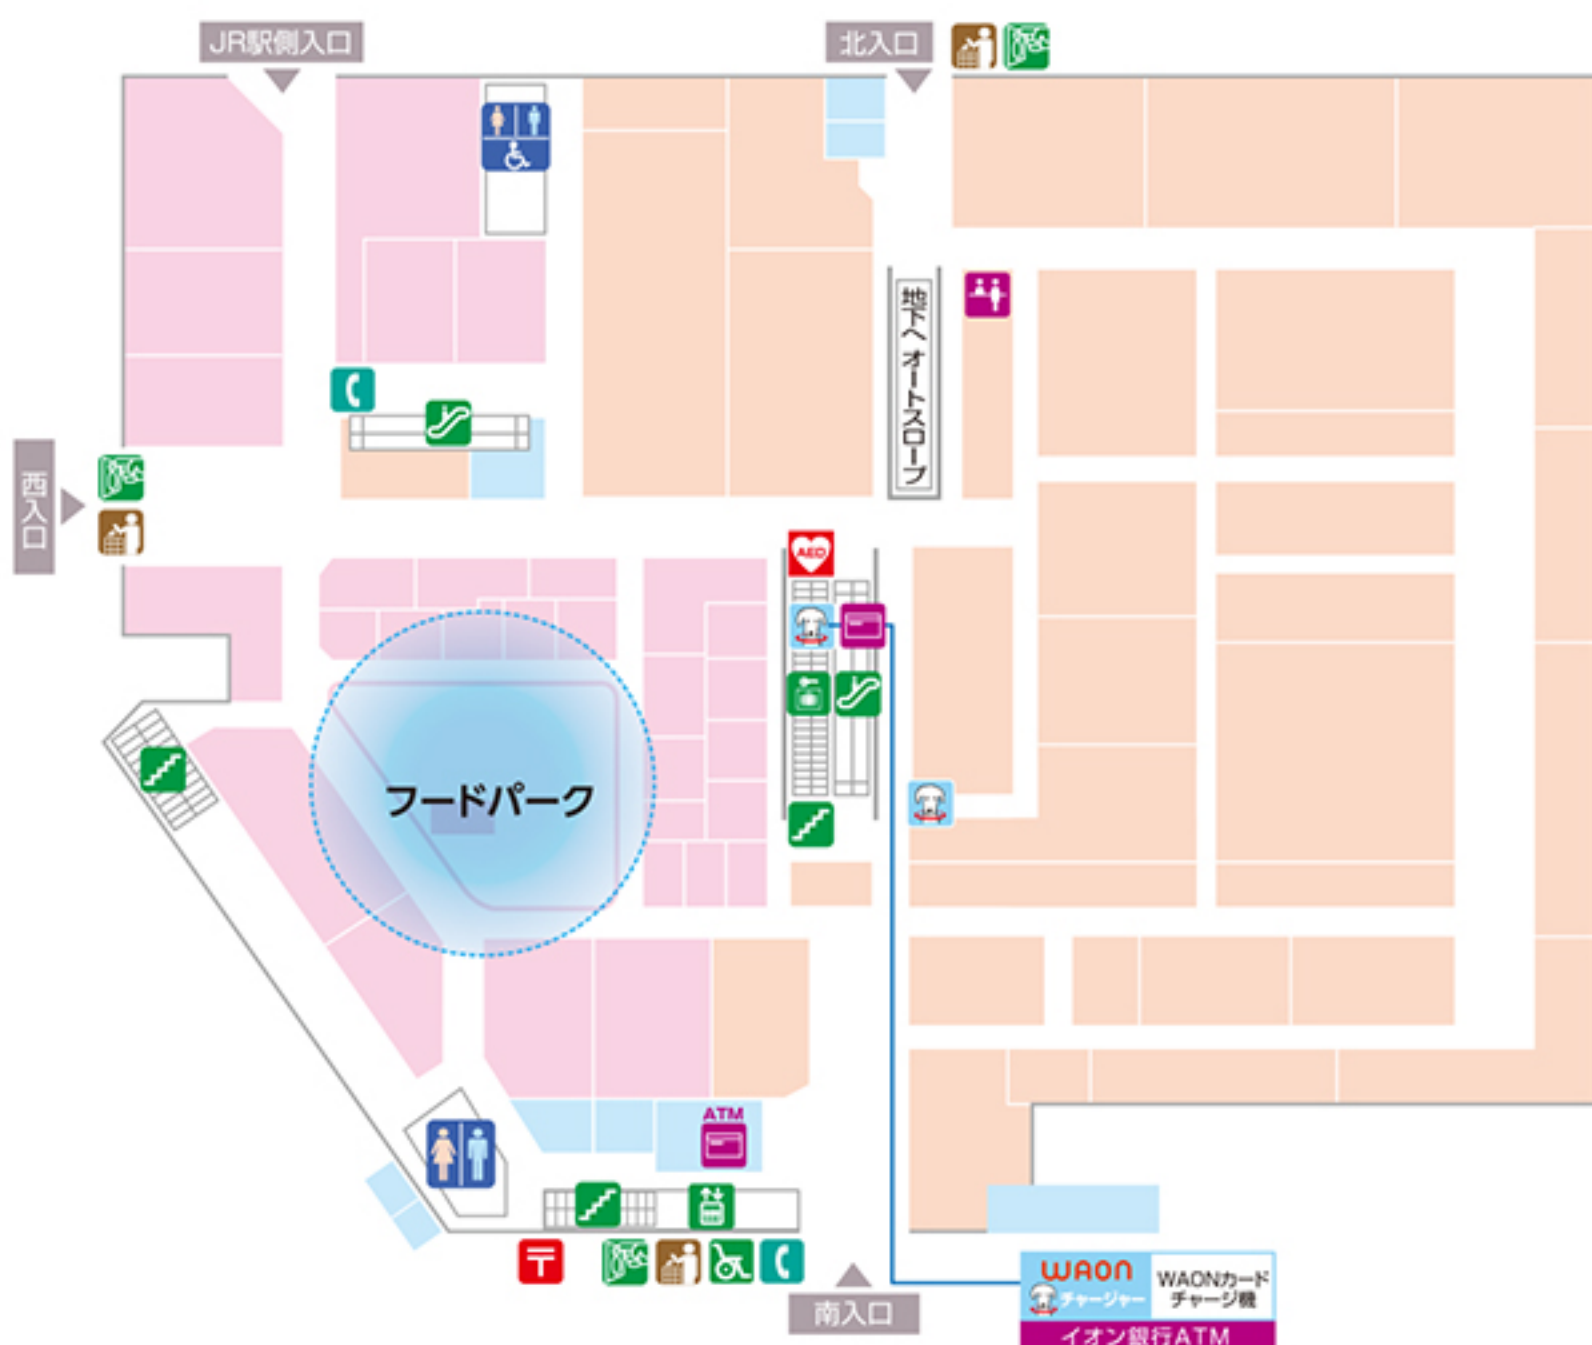 JR駅側入口
北入口
地下へ オートスロープ
西入口
AED
フードパーク
ATM
南入口
WAON
チャージャー
WAONカード
チャージ機
イオン銀行ATM